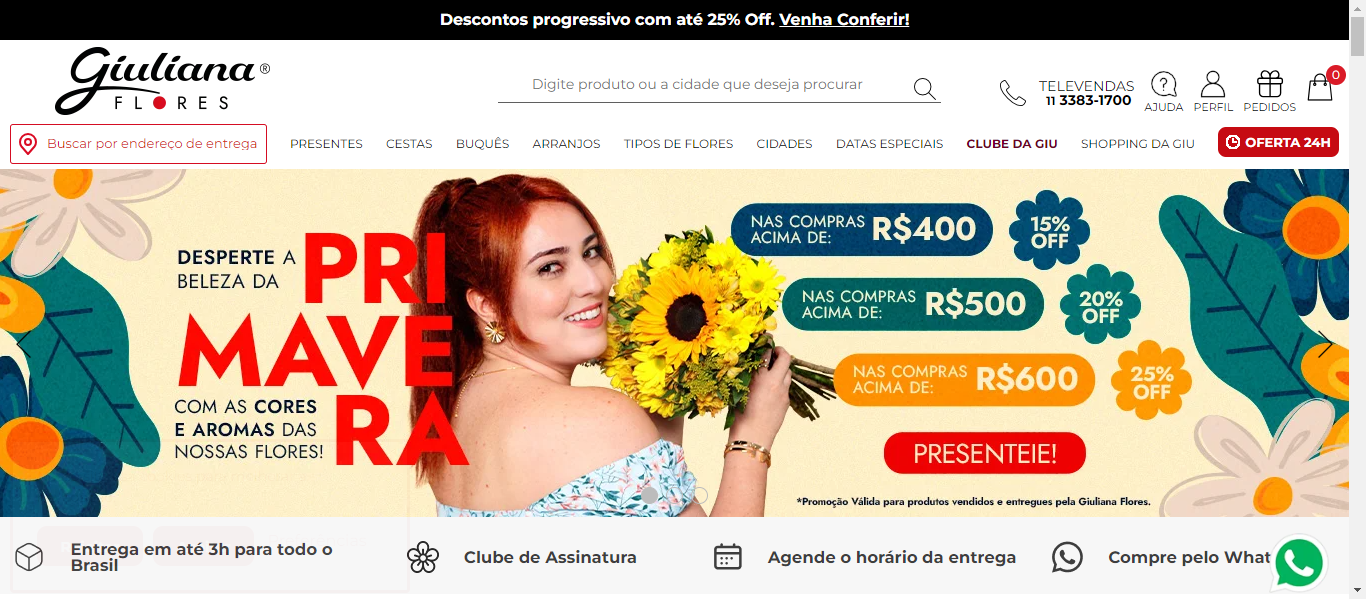 Descontos progressivo com até 25% Off. Venha Conferir!
Giuliana®
FLORES
Digite produto ou a cidade que deseja procurar
TELEVENDAS
11 3383-1700
AJUDA
PERFIL
PEDIDOS
0
Buscar por endereço de entrega
PRESENTES
CESTAS
BUQUÊS
ARRANJOS
TIPOS DE FLORES
CIDADES
DATAS ESPECIAIS
CLUBE DA GIU
SHOPPING DA GIU
OFERTA 24H
DESPERTE A
BELEZA DA
PRI
MAVE
RA
COM AS CORES
E AROMAS DAS
NOSSAS FLORES!
NAS COMPRAS
ACIMA DE:
R$400
15%
OFF
NAS COMPRAS
ACIMA DE:
R$500
20%
OFF
NAS COMPRAS
ACIMA DE:
R$600
25%
OFF
PRESENTEIE!
*Promoção Válida para produtos vendidos e entregues pela Giuliana Flores.
Entrega em até 3h para todo o
Brasil
Clube de Assinatura
Agende o horário da entrega
Compre pelo What